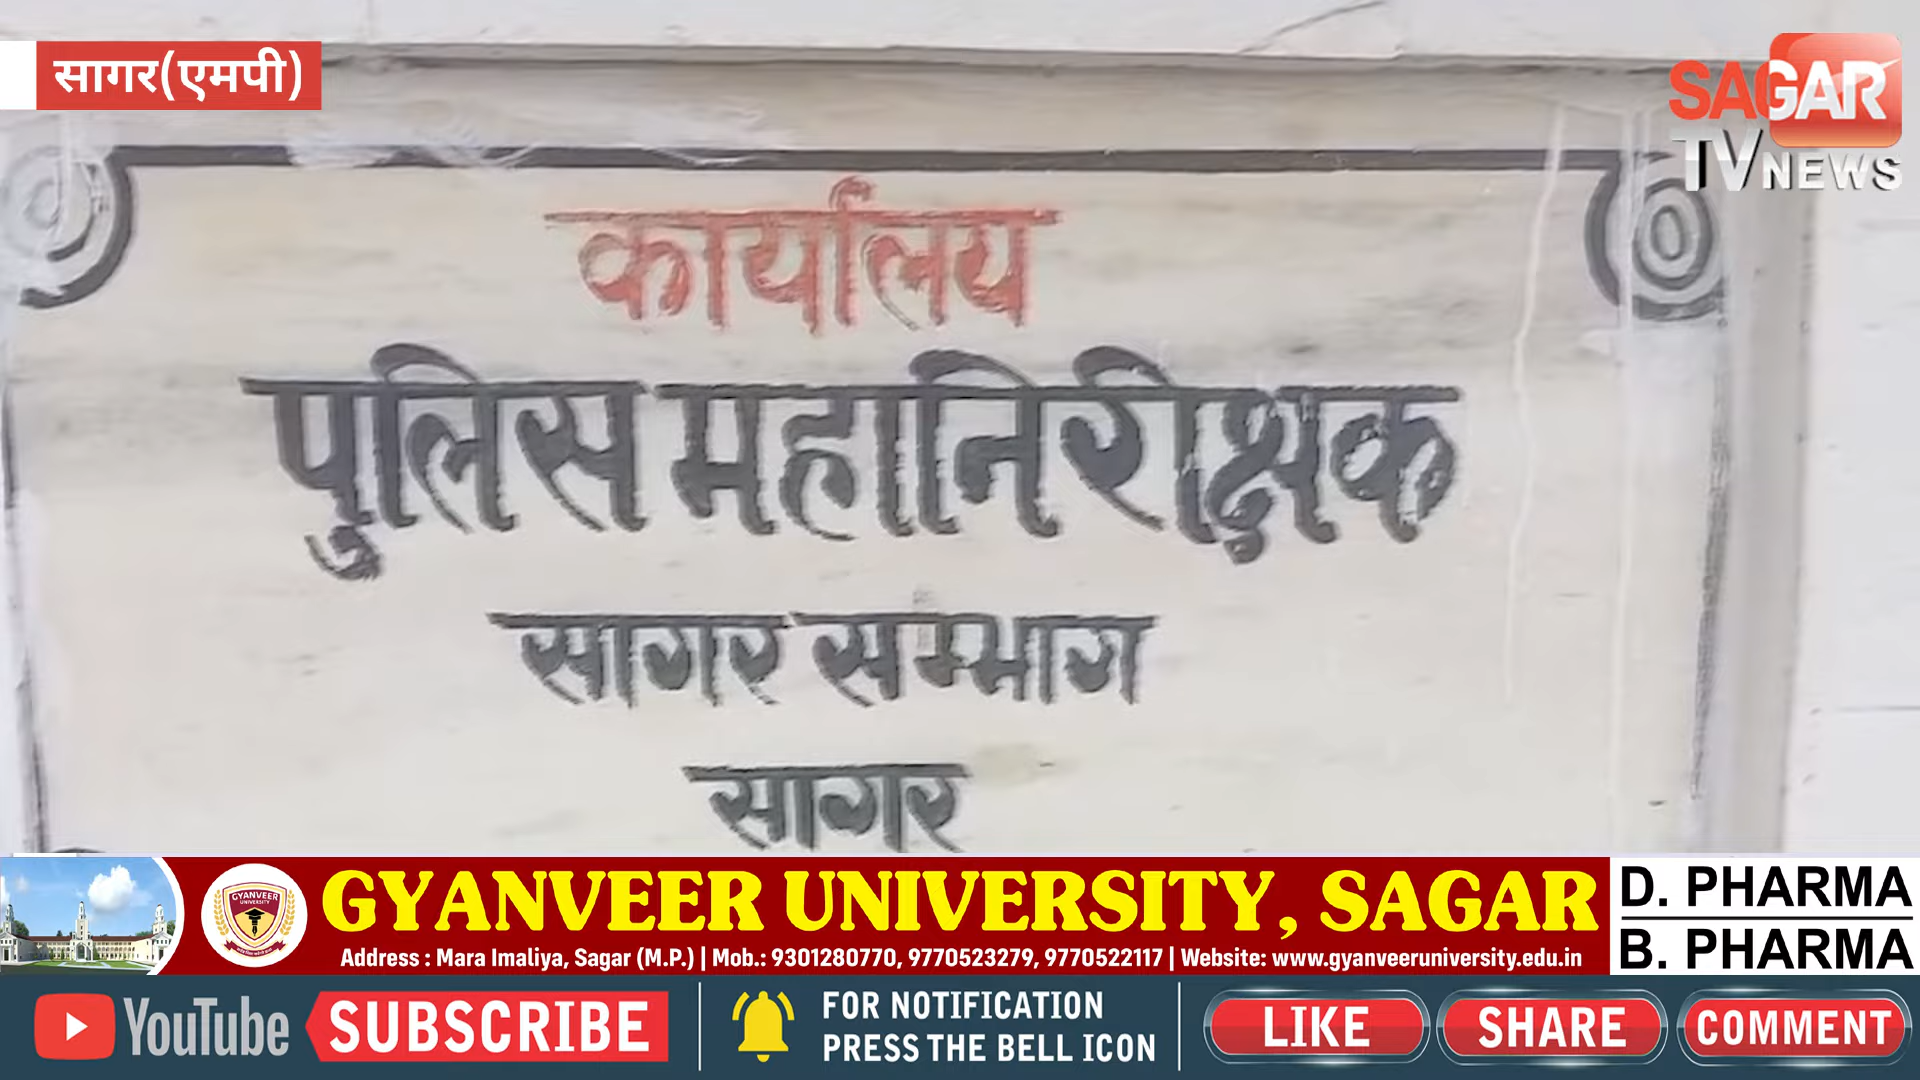 सागर(एमपी)
SAGAR
TV NEWS
कार्यालय
पुलिस महानिरीक्षक
सागर सम्भाग
सागर
GYANVEER UNIVERSITY
GYANVEER UNIVERSITY, SAGAR
Address : Mara Imaliya, Sagar (M.P.) | Mob.: 9301280770, 9770523279, 9770522117 | Website: www.gyanveeruniversity.edu.in
D. PHARMA
B. PHARMA
YouTube SUBSCRIBE
FOR NOTIFICATION
PRESS THE BELL ICON
LIKE SHARE COMMENT